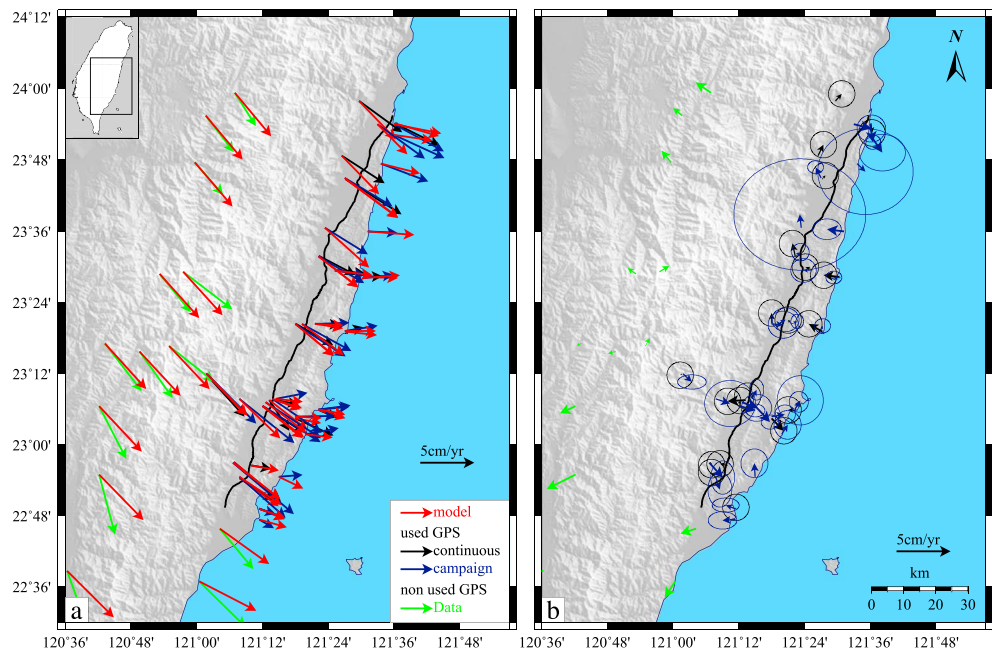 24°12'
24°00'
23°48'
23°36'
23°24'
23°12'
23°00'
22°48'
22°36'
5cm/yr
model
used GPS
continuous
campaign
non used GPS
Data
a
120°36' 120°48' 121°00' 121°12' 121°24' 121°36' 121°48'
N
5cm/yr
km
0 10 20 30
b
120°36' 120°48' 121°00' 121°12' 121°24' 121°36' 121°48'